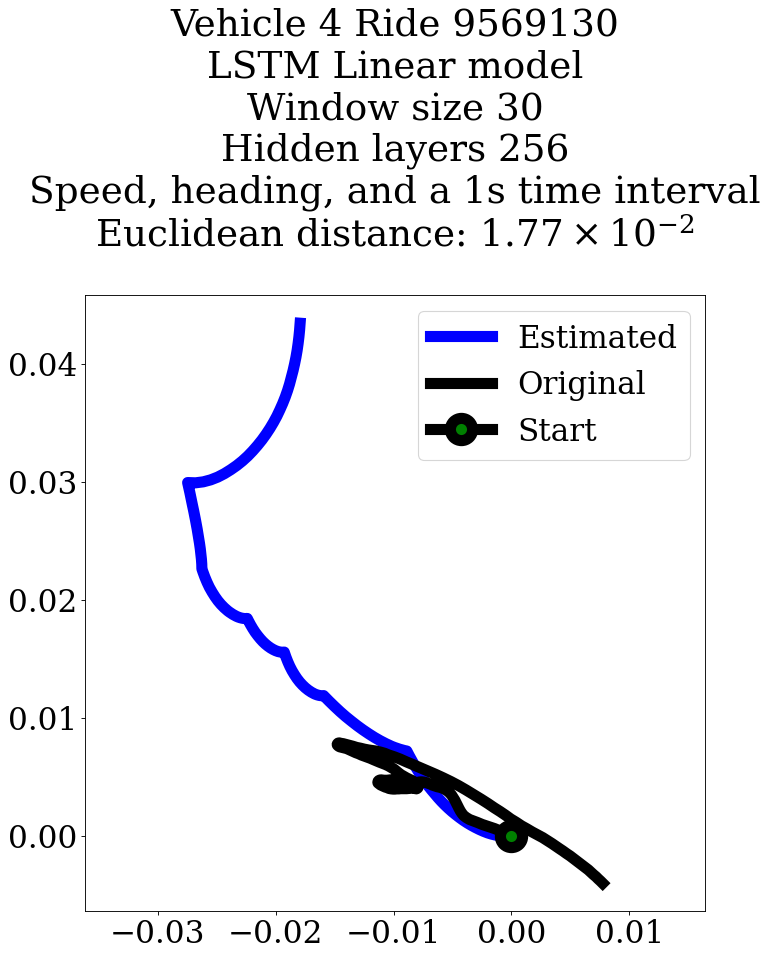 Vehicle 4 Ride 9569130
LSTM Linear model
Window size 30
Hidden layers 256
Speed, heading, and a 1s time interval
Euclidean distance: 1.77 × 10⁻²
Estimated
Original
Start
0.04
0.03
0.02
0.01
0.00
−0.03 −0.02 −0.01 0.00 0.01